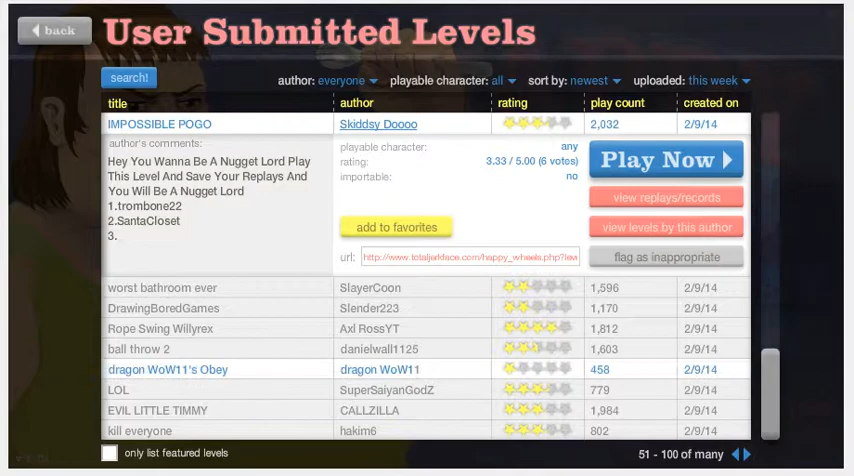 back
User Submitted Levels
search!
author: everyone playable character: all sort by: newest uploaded: this week
title author rating play count created on
IMPOSSIBLE POGO Skiddsy Doooo 2,032 2/9/14
author's comments:
Hey You Wanna Be A Nugget Lord Play
This Level And Save Your Replays And
You Will Be A Nugget Lord
1.trombone22
2.SantaCloset
3.
playable character: any
rating: 3.33 / 5.00 (6 votes)
importable: no
add to favorites
url: http://www.totaljerkface.com/happy_wheels.php?lev
Play Now
view replays/records
view levels by this author
flag as inappropriate
worst bathroom ever SlayerCoon 1,596 2/9/14
DrawingBoredGames Slender223 1,170 2/9/14
Rope Swing Willyrex Axl RossYT 1,812 2/9/14
ball throw 2 danielwall1125 1,603 2/9/14
dragon WoW11's Obey dragon WoW11 458 2/9/14
LOL SuperSaiyanGodZ 779 2/9/14
EVIL LITTLE TIMMY CALLZILLA 1,984 2/9/14
kill everyone hakim6 802 2/9/14
only list featured levels
51 - 100 of many